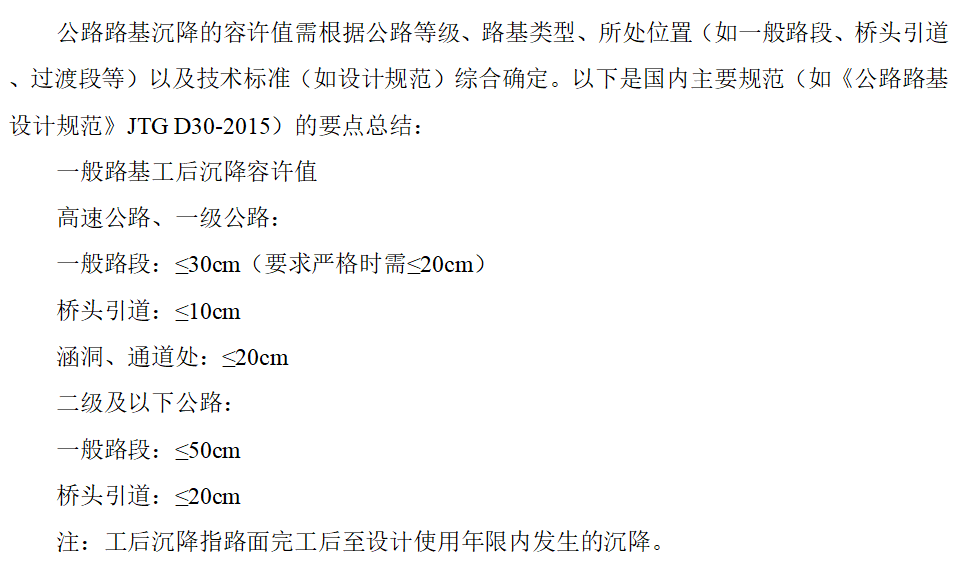 公路路基沉降的容许值需根据公路等级、路基类型、所处位置（如一般路段、桥头引道
、过渡段等）以及技术标准（如设计规范）综合确定。以下是国内主要规范（如《公路路基
设计规范》JTG D30-2015）的要点总结：
一般路基工后沉降容许值
高速公路、一级公路：
一般路段：≤30cm（要求严格时需≤20cm）
桥头引道：≤10cm
涵洞、通道处：≤20cm
二级及以下公路：
一般路段：≤50cm
桥头引道：≤20cm
注：工后沉降指路面完工后至设计使用年限内发生的沉降。